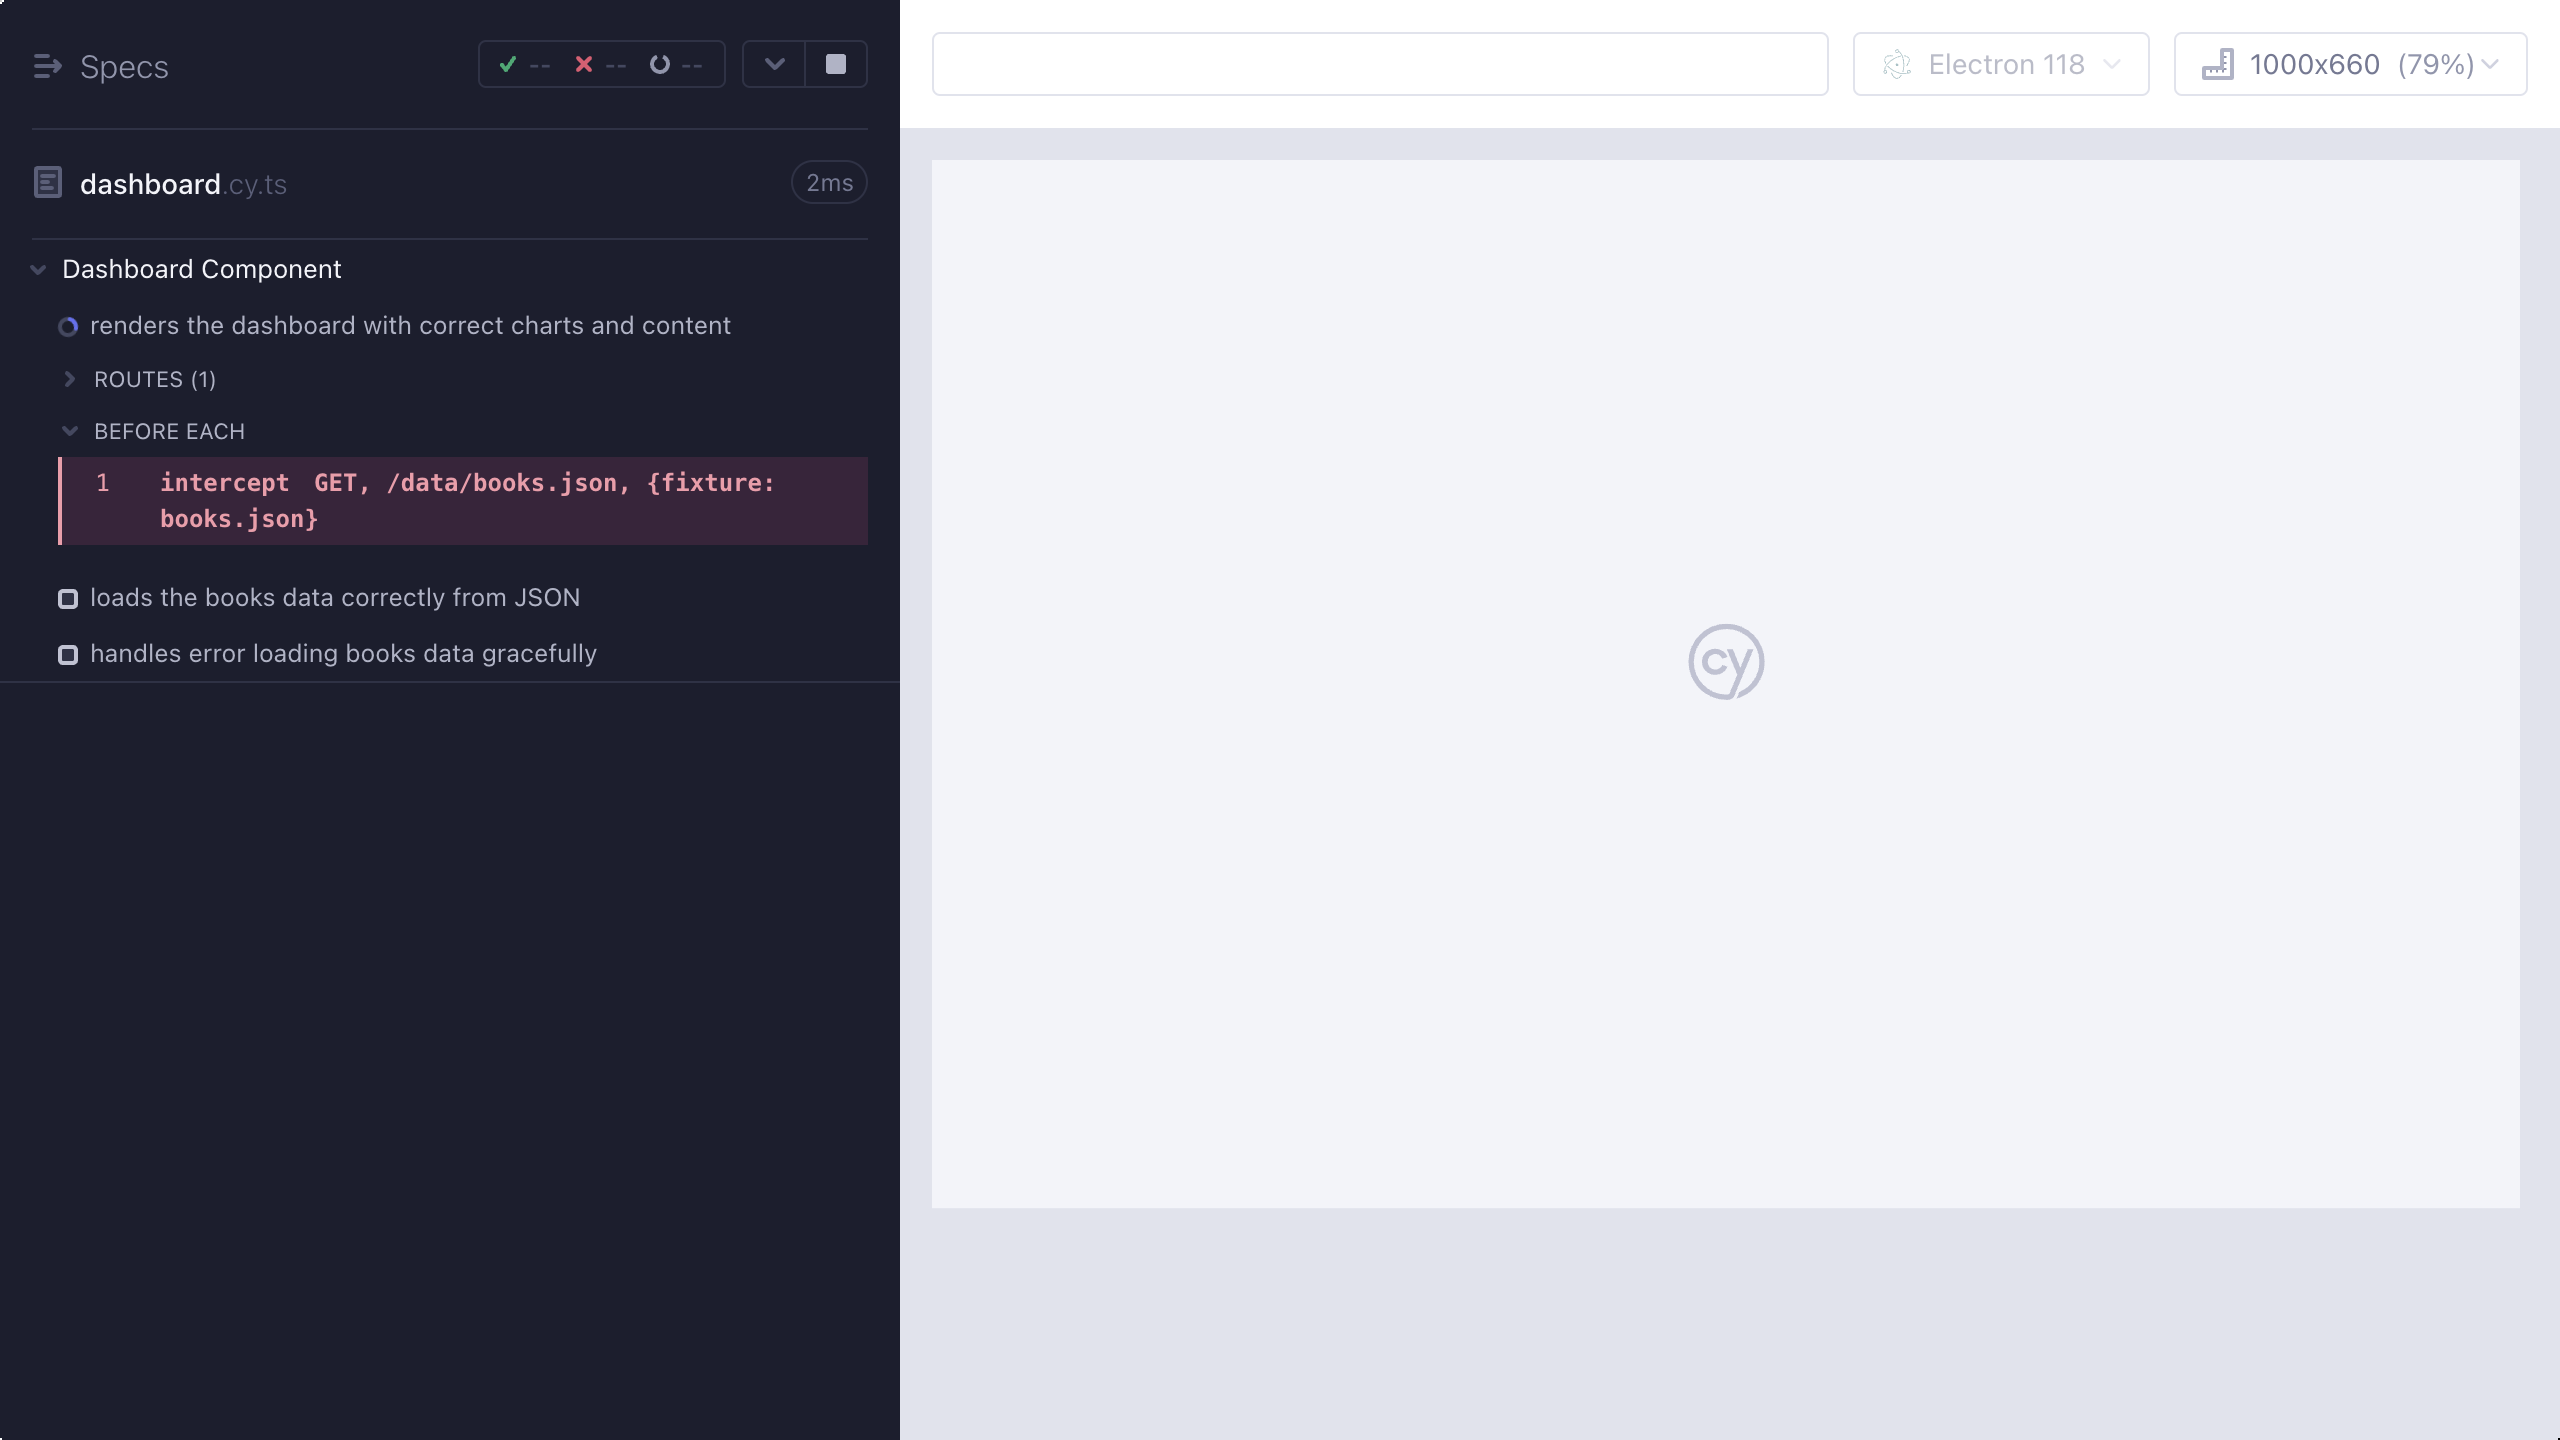 Specs
-- -- --
dashboard.cy.ts
2ms
Dashboard Component
renders the dashboard with correct charts and content
ROUTES (1)
BEFORE EACH
1 intercept GET, /data/books.json, {fixture:
books.json}
loads the books data correctly from JSON
handles error loading books data gracefully
Electron 118
1000x660 (79%)
cy